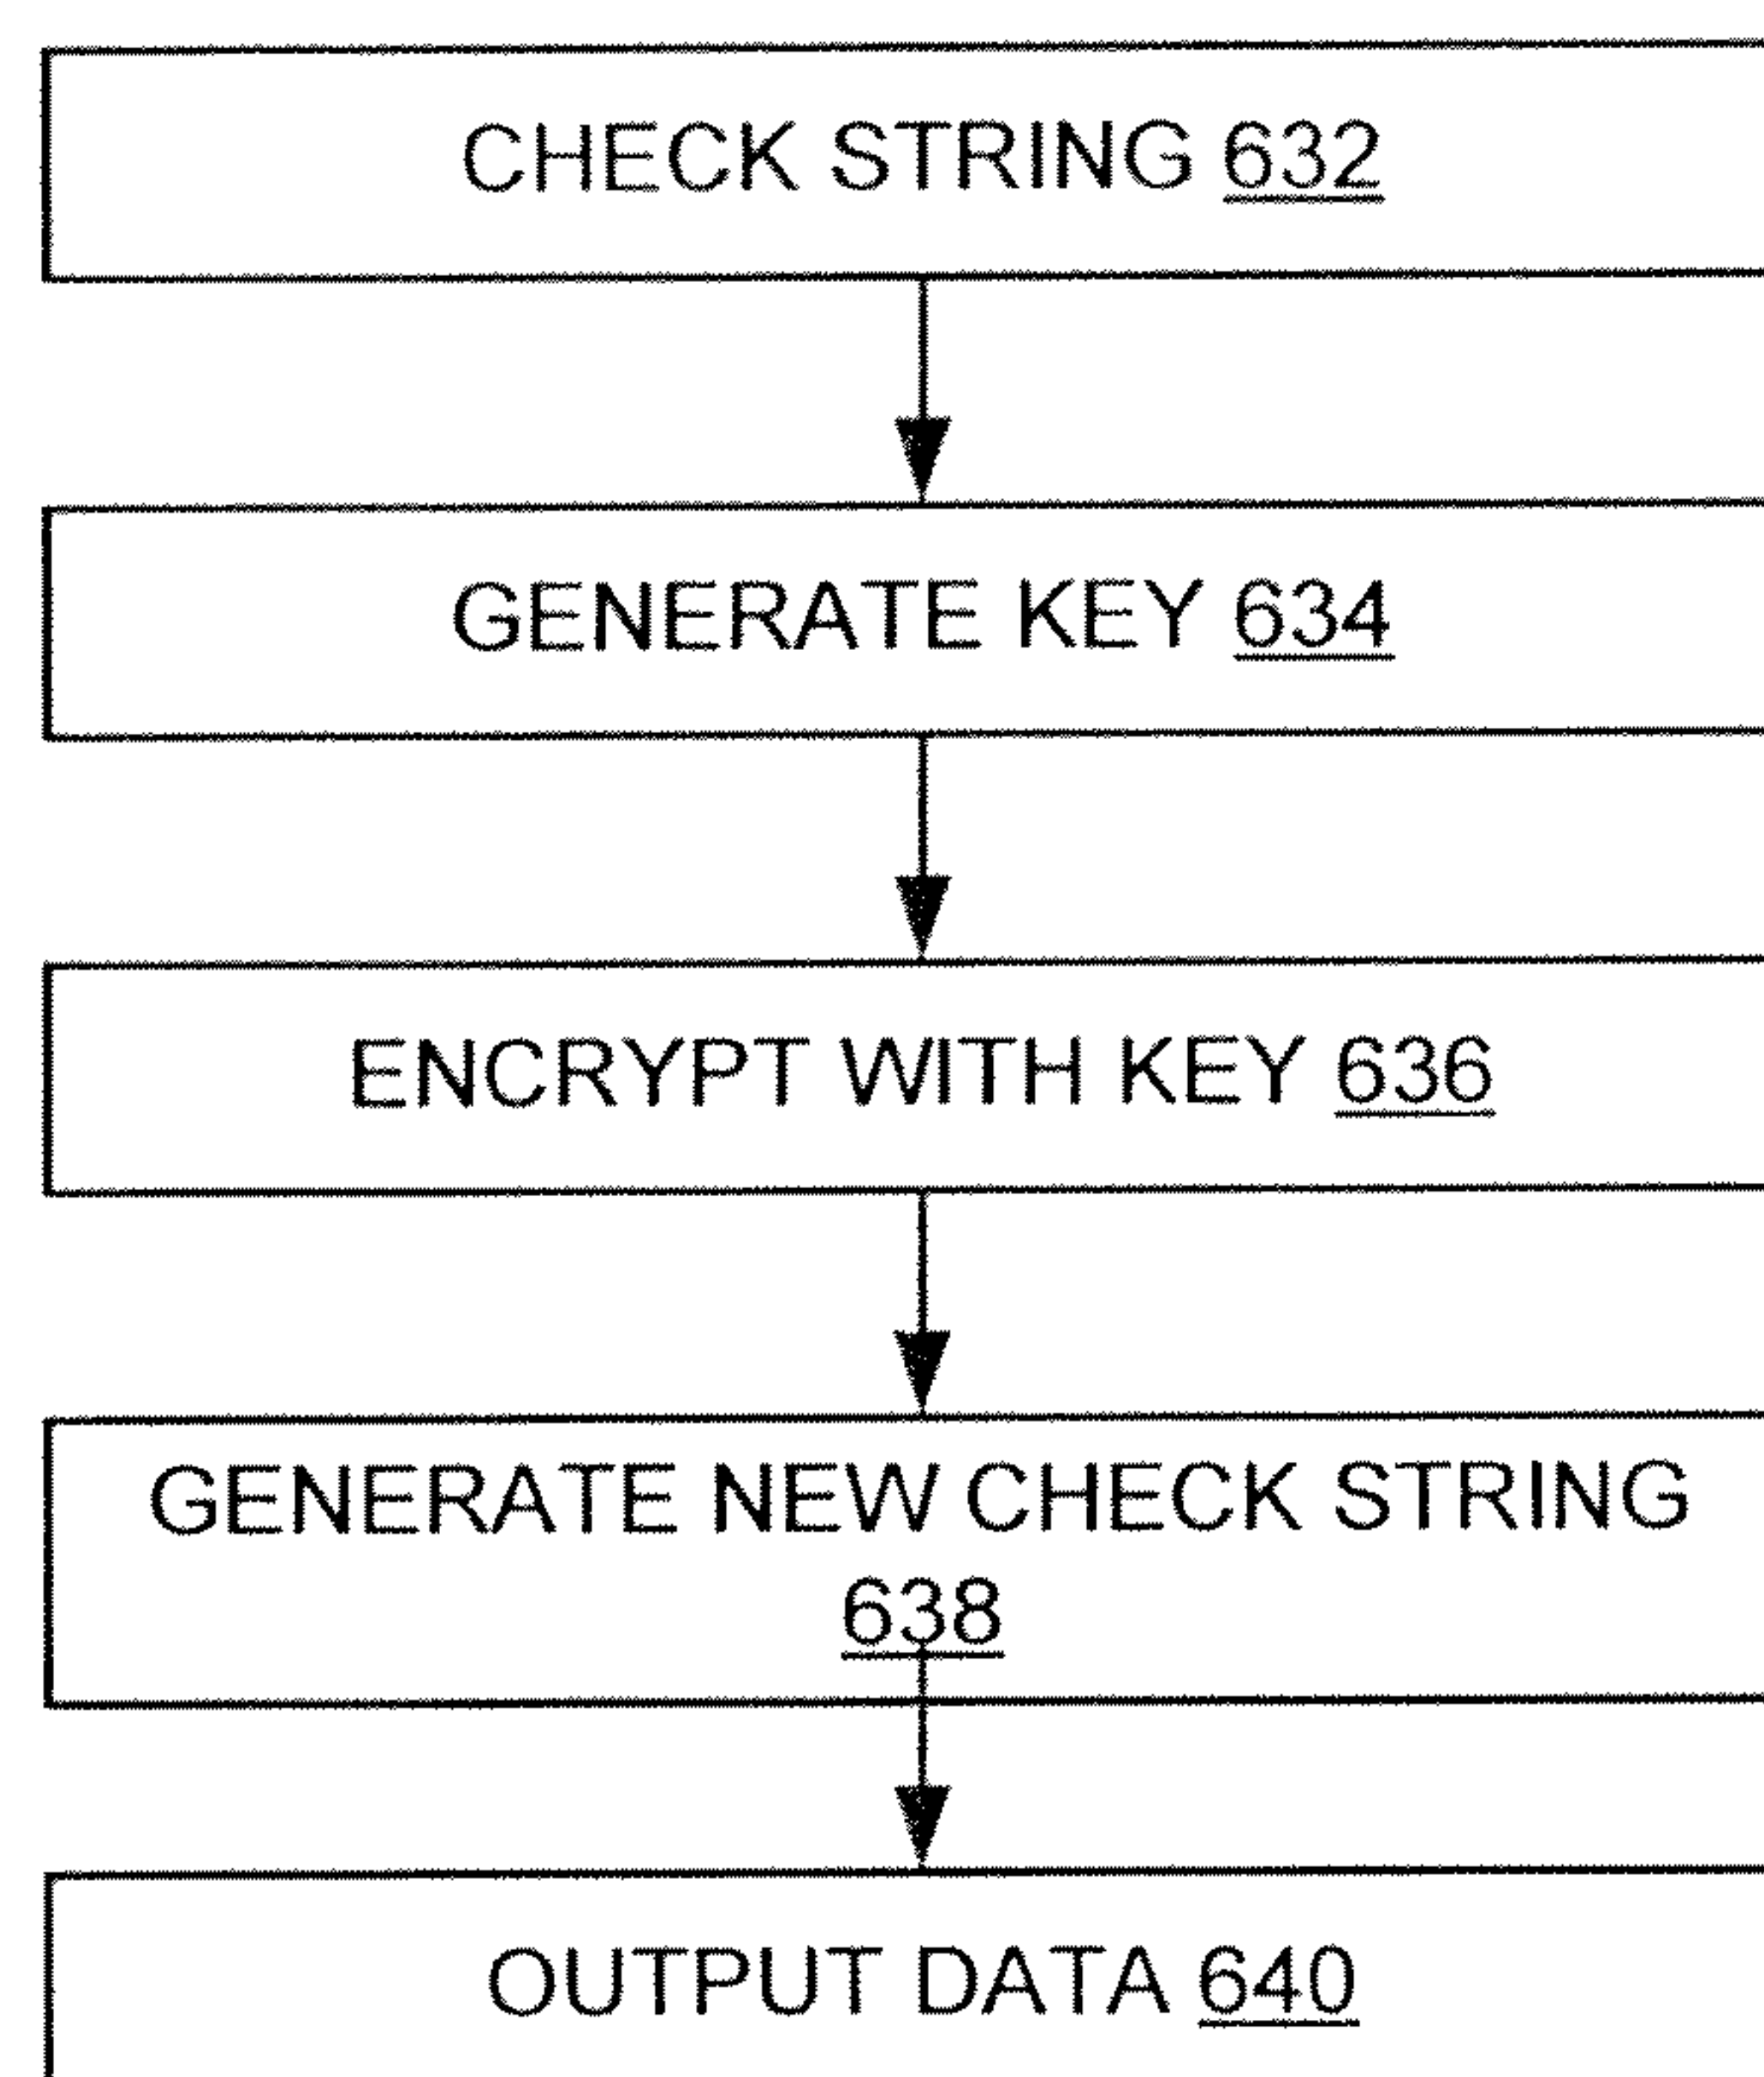 CHECK STRING 632
GENERATE KEY 634
ENCRYPT WITH KEY 636
GENERATE NEW CHECK STRING
638
OUTPUT DATA 640